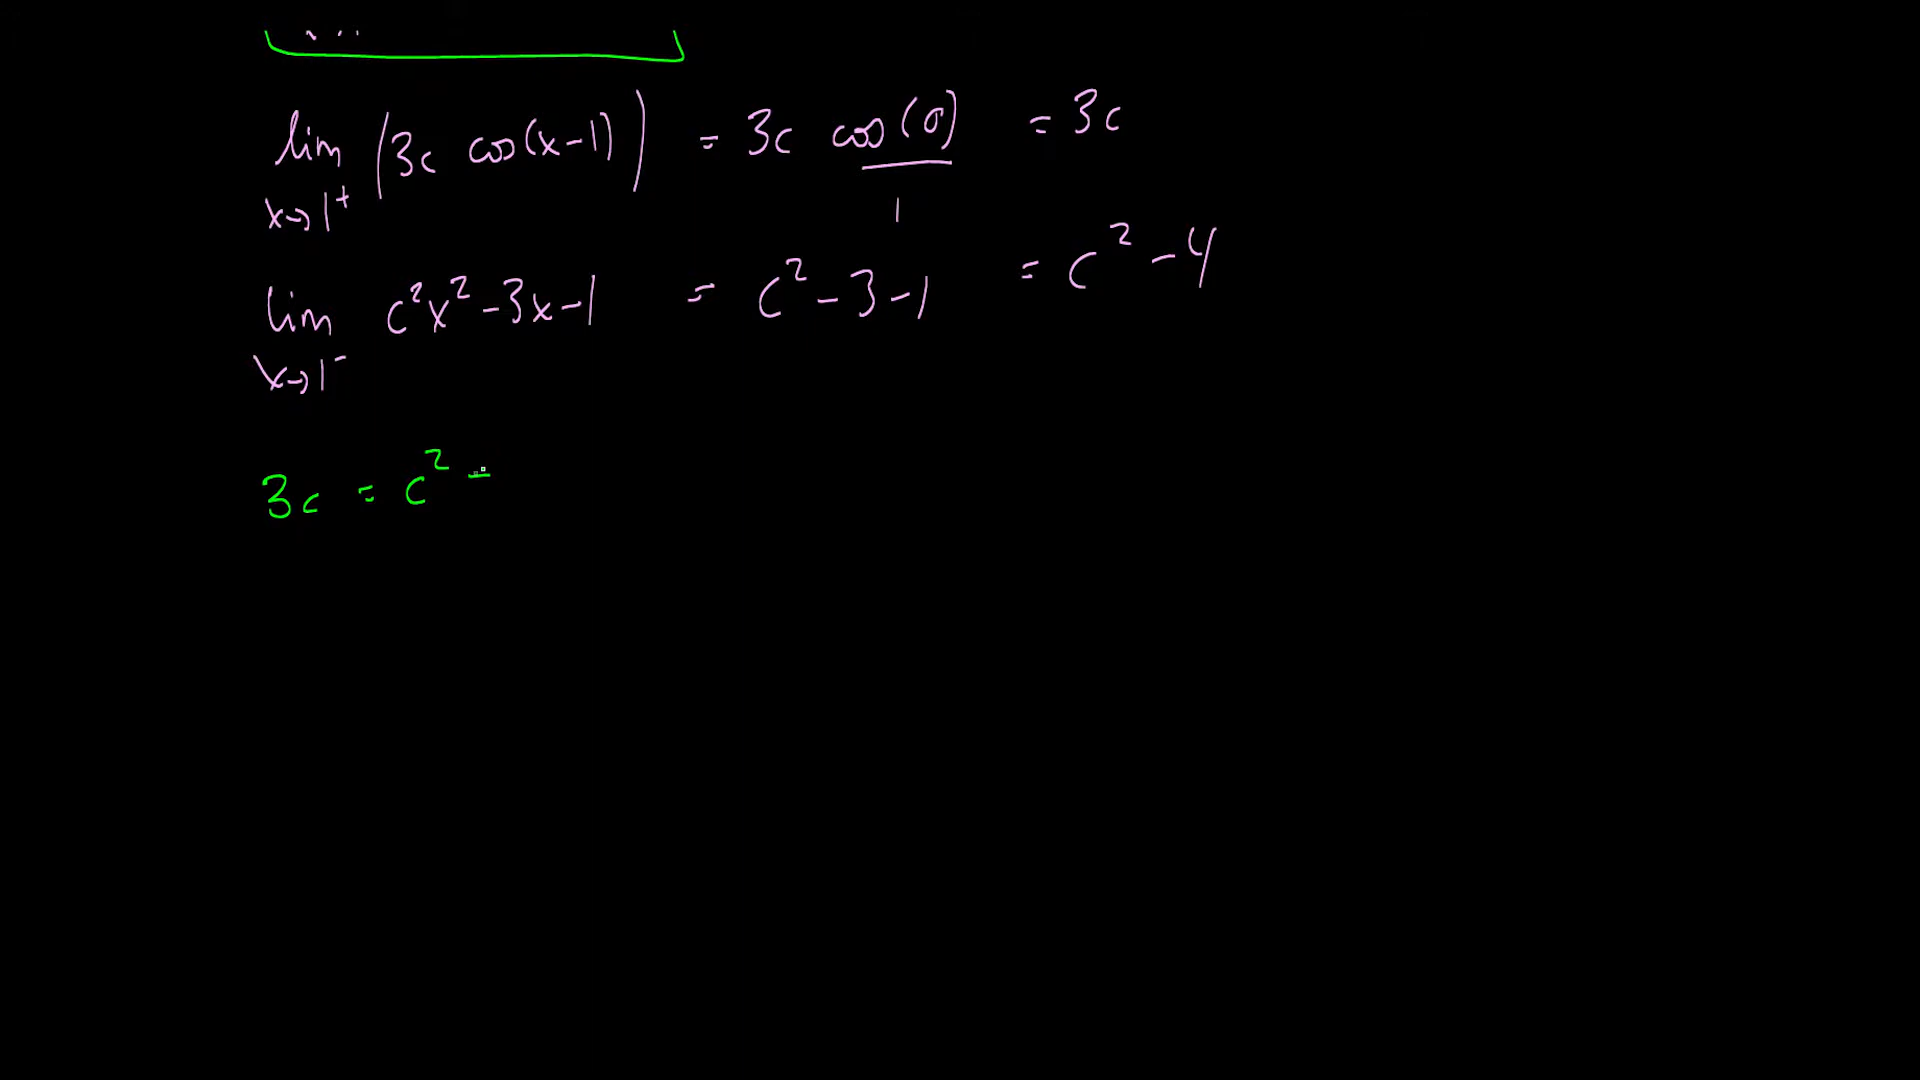 lim (3c cos(x-1)) = 3c cos(0) = 3c
x→1⁺ 1
lim c²x²-3x-1 = c²-3-1 = c²-4
x→1⁻
3c = c² -